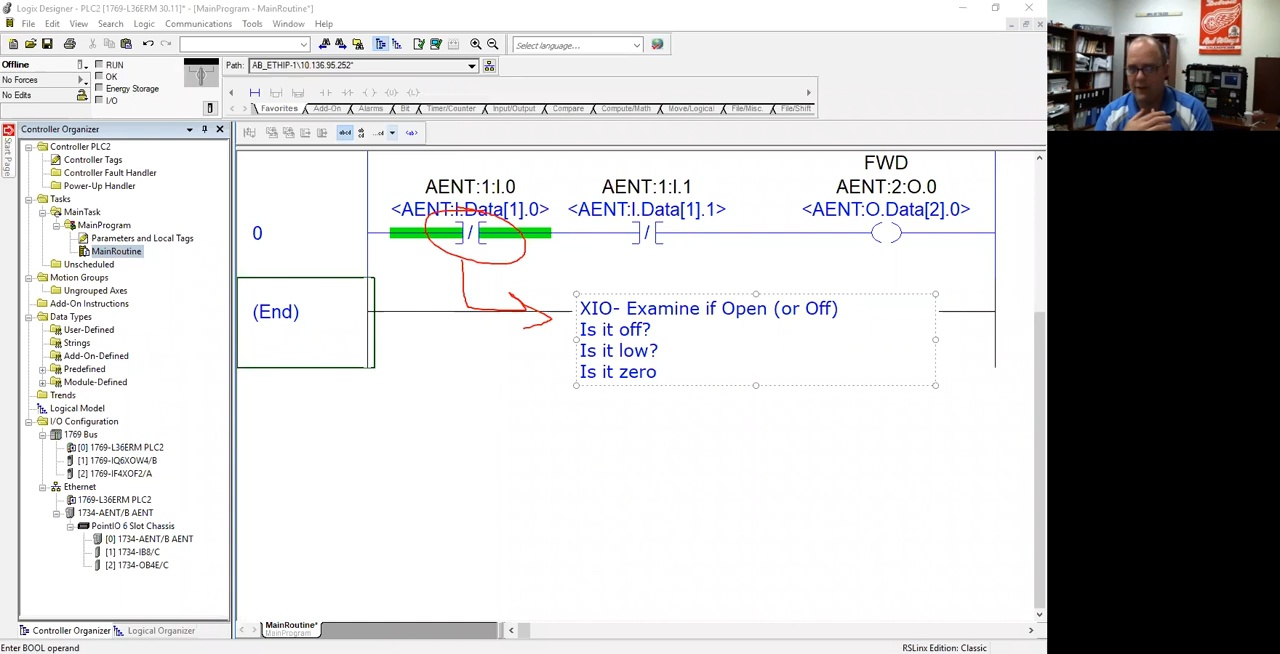 Logix Designer - PLC2 [1769-L36ERM 30.11]* - [MainProgram - MainRoutine*]
File Edit View Search Logic Communications Tools Window Help
Select language...
Offline RUN
No Forces OK
No Edits Energy Storage
I/O
Path: AB_ETHIP-1\10.136.95.252*
Favorites Add-On Alarms Bit Timer/Counter Input/Output Compare Compute/Math Move/Logical File/Misc. File/Shift
Start Page
Controller Organizer
Controller PLC2
Controller Tags
Controller Fault Handler
Power-Up Handler
Tasks
MainTask
MainProgram
Parameters and Local Tags
MainRoutine
Unscheduled
Motion Groups
Ungrouped Axes
Add-On Instructions
Data Types
User-Defined
Strings
Add-On-Defined
Predefined
Module-Defined
Trends
Logical Model
I/O Configuration
1769 Bus
[0] 1769-L36ERM PLC2
[1] 1769-IQ6XOW4/B
[2] 1769-IF4XOF2/A
Ethernet
1769-L36ERM PLC2
1734-AENT/B AENT
PointIO 6 Slot Chassis
[0] 1734-AENT/B AENT
[1] 1734-IB8/C
[2] 1734-OB4E/C
Controller Organizer Logical Organizer
FWD
AENT:1:I.0 AENT:1:I.1 AENT:2:O.0
<AENT:I.Data[1].0> <AENT:I.Data[1].1> <AENT:O.Data[2].0>
0
(End)
XIO- Examine if Open (or Off)
Is it off?
Is it low?
Is it zero
MainRoutine*
MainProgram
Enter BOOL operand
RSLinx Edition: Classic